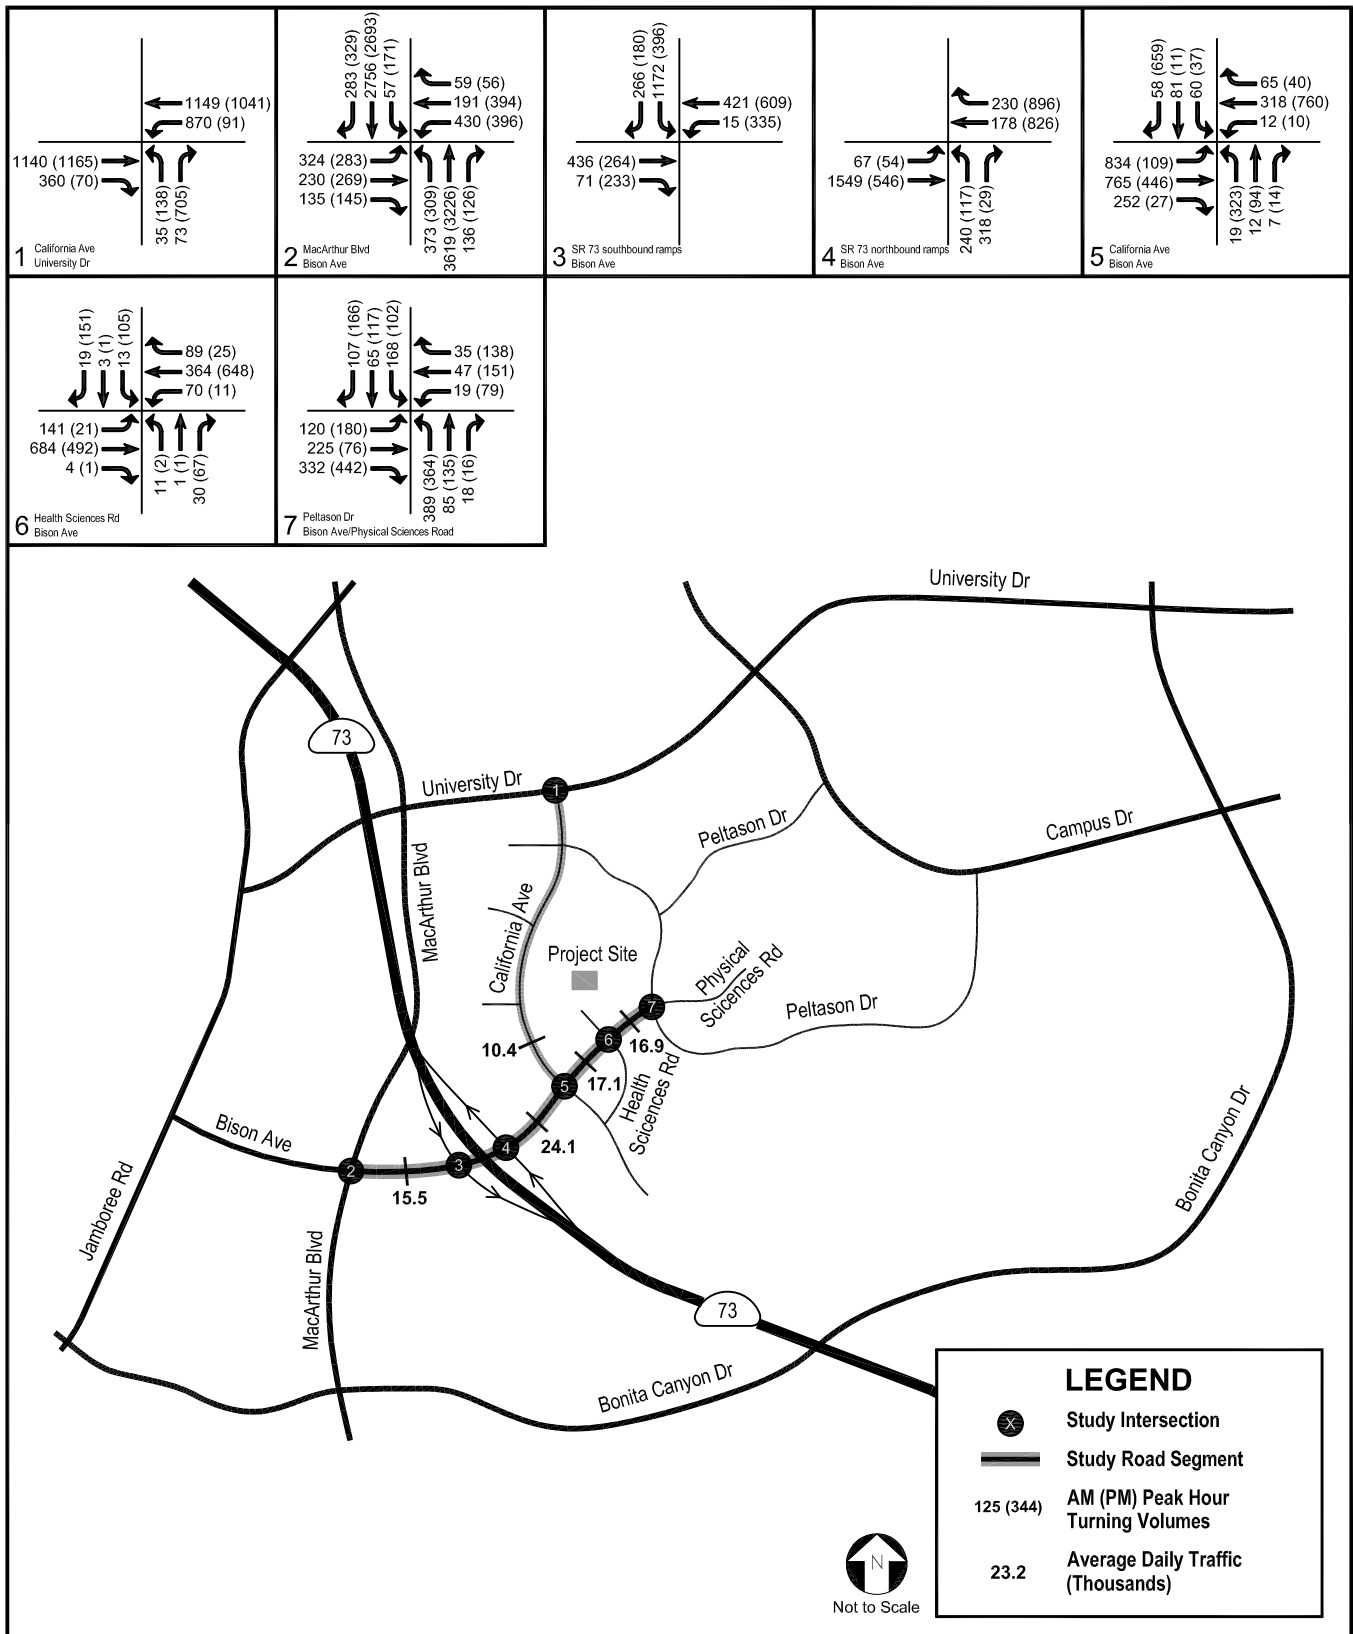 1149 (1041)
870 (91)
1140 (1165)
360 (70)
35 (138)
73 (705)
1
California Ave
University Dr
283 (329)
2756 (2693)
57 (171)
59 (56)
191 (394)
430 (396)
324 (283)
230 (269)
135 (145)
373 (309)
3619 (3226)
136 (126)
2
MacArthur Blvd
Bison Ave
266 (180)
1172 (396)
421 (609)
15 (335)
436 (264)
71 (233)
3
SR 73 southbound ramps
Bison Ave
230 (896)
178 (826)
67 (54)
1549 (546)
240 (117)
318 (29)
4
SR 73 northbound ramps
Bison Ave
58 (659)
81 (11)
60 (37)
65 (40)
318 (760)
12 (10)
834 (109)
765 (446)
252 (27)
19 (323)
12 (94)
7 (14)
5
California Ave
Bison Ave
19 (151)
3 (1)
13 (105)
89 (25)
364 (648)
70 (11)
141 (21)
684 (492)
4 (1)
11 (2)
1 (1)
30 (67)
6
Health Sciences Rd
Bison Ave
107 (166)
65 (117)
168 (102)
35 (138)
47 (151)
19 (79)
120 (180)
225 (76)
332 (442)
389 (364)
85 (135)
18 (16)
7
Peltason Dr
Bison Ave/Physical Sciences Road
University Dr
73
University Dr
1
Peltason Dr
Campus Dr
MacArthur Blvd
California Ave
Project Site
Physical
Scicences Rd
7
Peltason Dr
6
16.9
10.4
17.1
5
Health
Scicences Rd
Bison Ave
4
24.1
3
2
15.5
Jamboree Rd
Bonita Canyon Dr
MacArthur Blvd
73
Bonita Canyon Dr
LEGEND
X
Study Intersection
Study Road Segment
125 (344)
AM (PM) Peak Hour
Turning Volumes
23.2
Average Daily Traffic
(Thousands)
N
Not to Scale